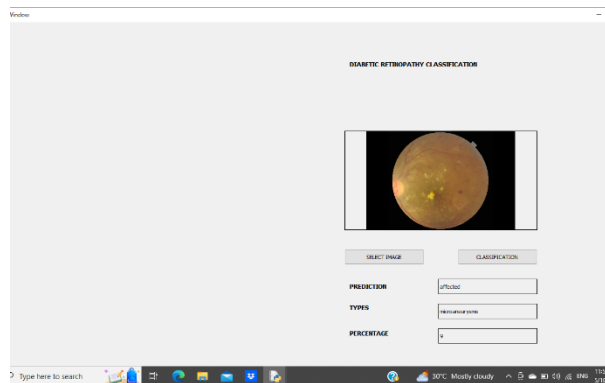 Window
DIABETIC RETINOPATHY CLASSIFICATION
SELECT IMAGE
CLASSIFICATION
PREDICTION
affected
TYPES
PERCENTAGE
9
Type here to search
30°C Mostly cloudy
ENG